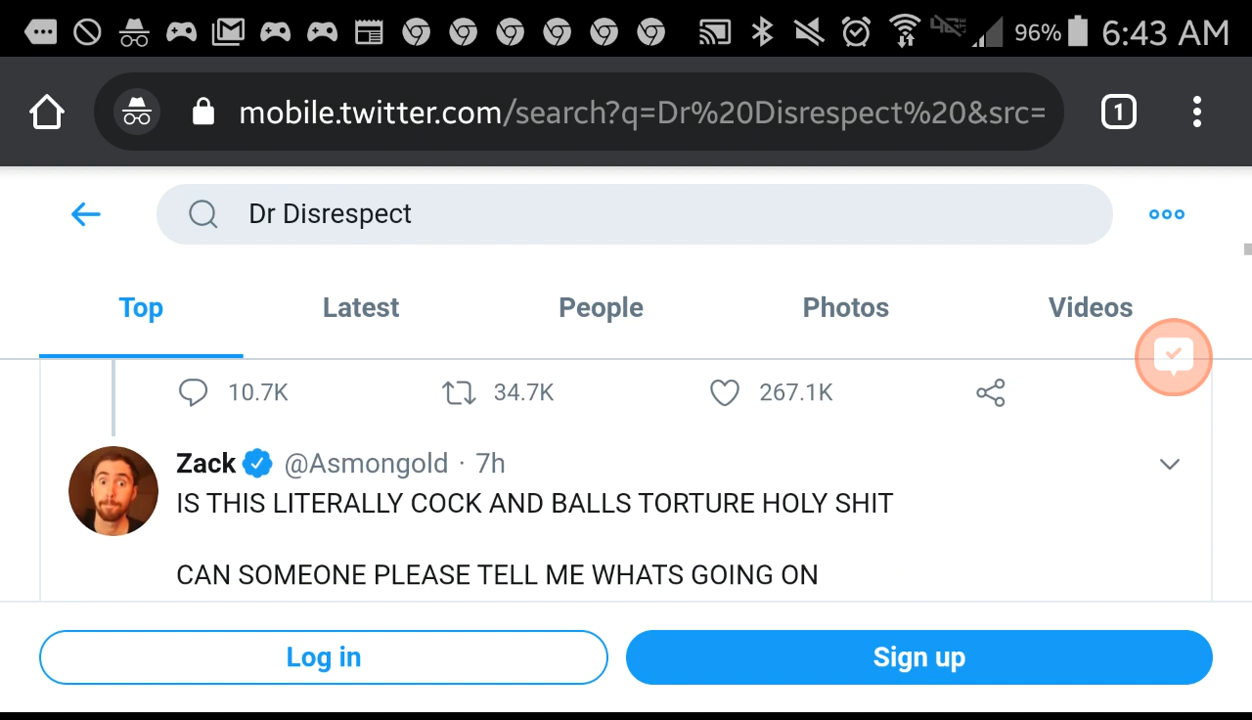 96% 6:43 AM
mobile.twitter.com/search?q=Dr%20Disrespect%20&src=
1
Dr Disrespect
Top Latest People Photos Videos
10.7K 34.7K 267.1K
Zack @Asmongold · 7h
IS THIS LITERALLY COCK AND BALLS TORTURE HOLY SHIT
CAN SOMEONE PLEASE TELL ME WHATS GOING ON
Log in Sign up